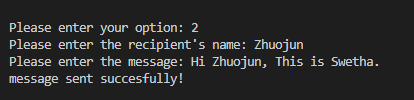 Please enter your option: 2
Please enter the recipient's name: Zhuojun
Please enter the message: Hi Zhuojun, This is Swetha.
message sent succesfully!